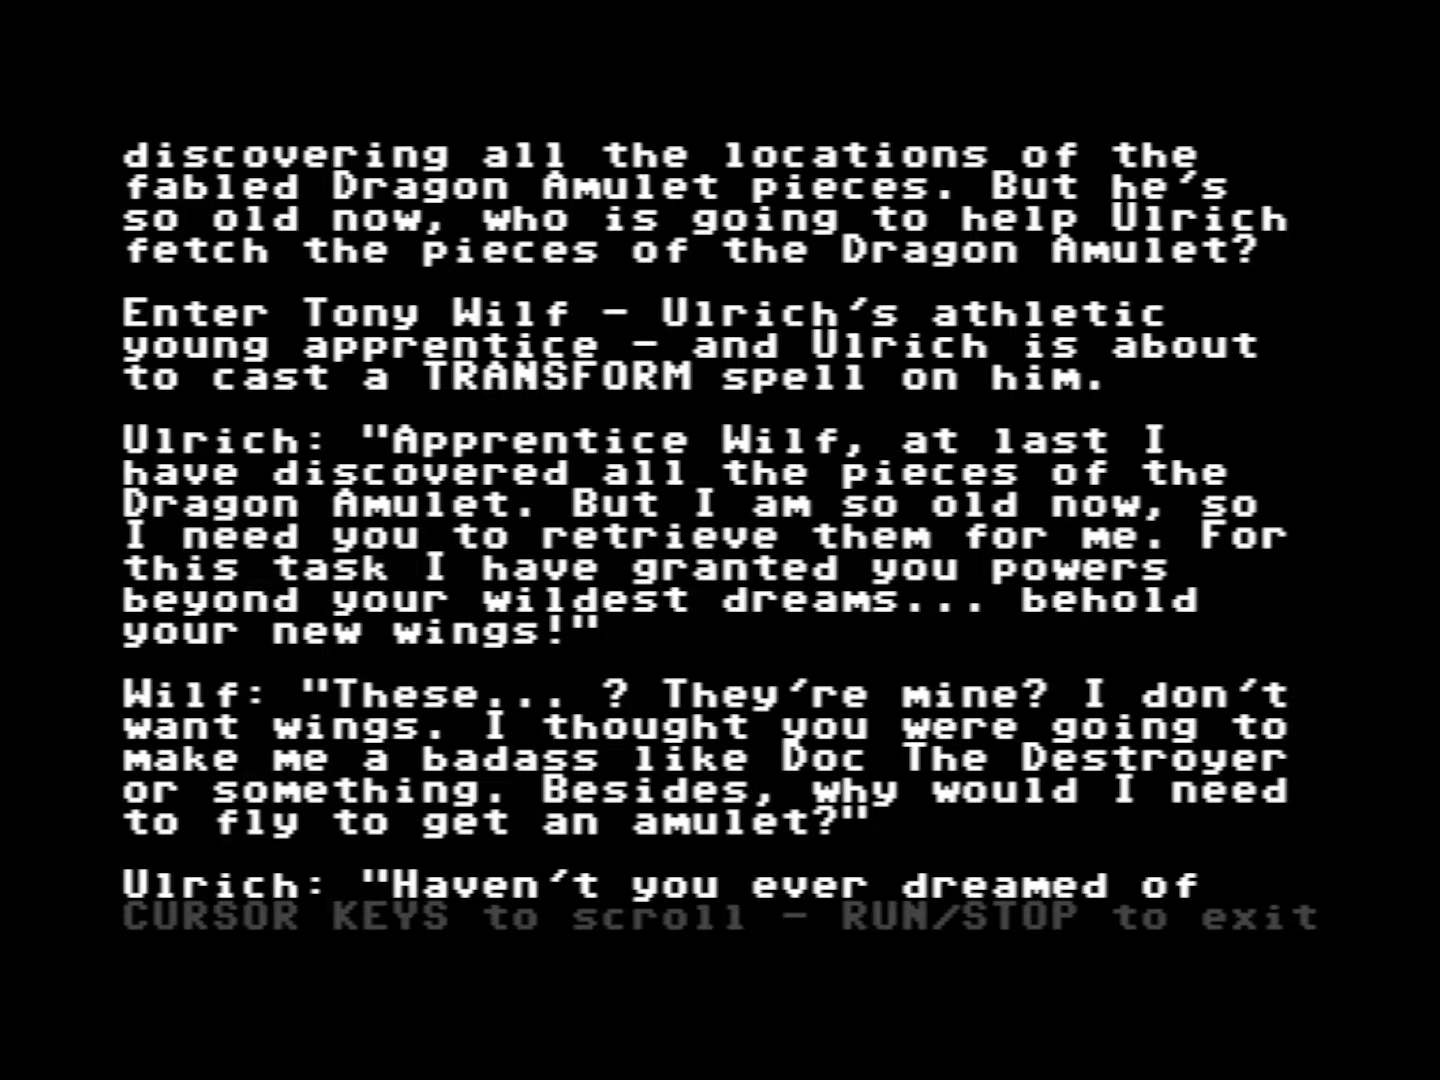 discovering all the locations of the
fabled Dragon Amulet pieces. But he's
so old now, who is going to help Ulrich
fetch the pieces of the Dragon Amulet?
Enter Tony Wilf - Ulrich's athletic
young apprentice - and Ulrich is about
to cast a TRANSFORM spell on him.
Ulrich: "Apprentice Wilf, at last I
have discovered all the pieces of the
Dragon Amulet. But I am so old now, so
I need you to retrieve them for me. For
this task I have granted you powers
beyond your wildest dreams... behold
your new wings!"
Wilf: "These... ? They're mine? I don't
want wings. I thought you were going to
make me a badass like Doc The Destroyer
or something. Besides, why would I need
to fly to get an amulet?"
Ulrich: "Haven't you ever dreamed of
CURSOR KEYS to scroll - RUN/STOP to exit